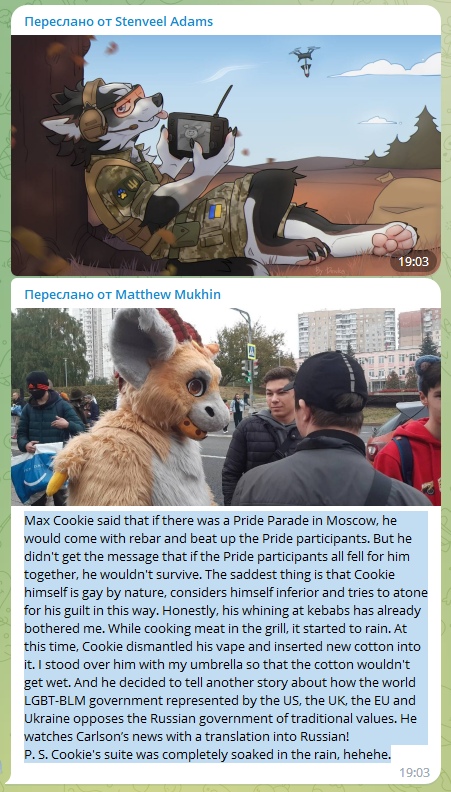 Переслано от Stenveel Adams
19:03
Переслано от Matthew Mukhin
Max Cookie said that if there was a Pride Parade in Moscow, he
would come with rebar and beat up the Pride participants. But he
didn't get the message that if the Pride participants all fell for him
together, he wouldn't survive. The saddest thing is that Cookie
himself is gay by nature, considers himself inferior and tries to atone
for his guilt in this way. Honestly, his whining at kebabs has already
bothered me. While cooking meat in the grill, it started to rain. At
this time, Cookie dismantled his vape and inserted new cotton into
it. I stood over him with my umbrella so that the cotton wouldn't
get wet. And he decided to tell another story about how the world
LGBT-BLM government represented by the US, the UK, the EU and
Ukraine opposes the Russian government of traditional values. He
watches Carlson's news with a translation into Russian!
P. S. Cookie's suite was completely soaked in the rain, hehehe.
19:03